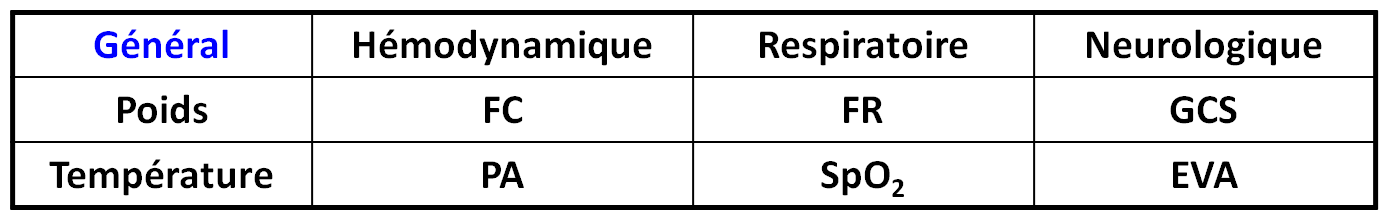 Général Hémodynamique Respiratoire Neurologique
Poids FC FR GCS
Température PA SpO₂ EVA